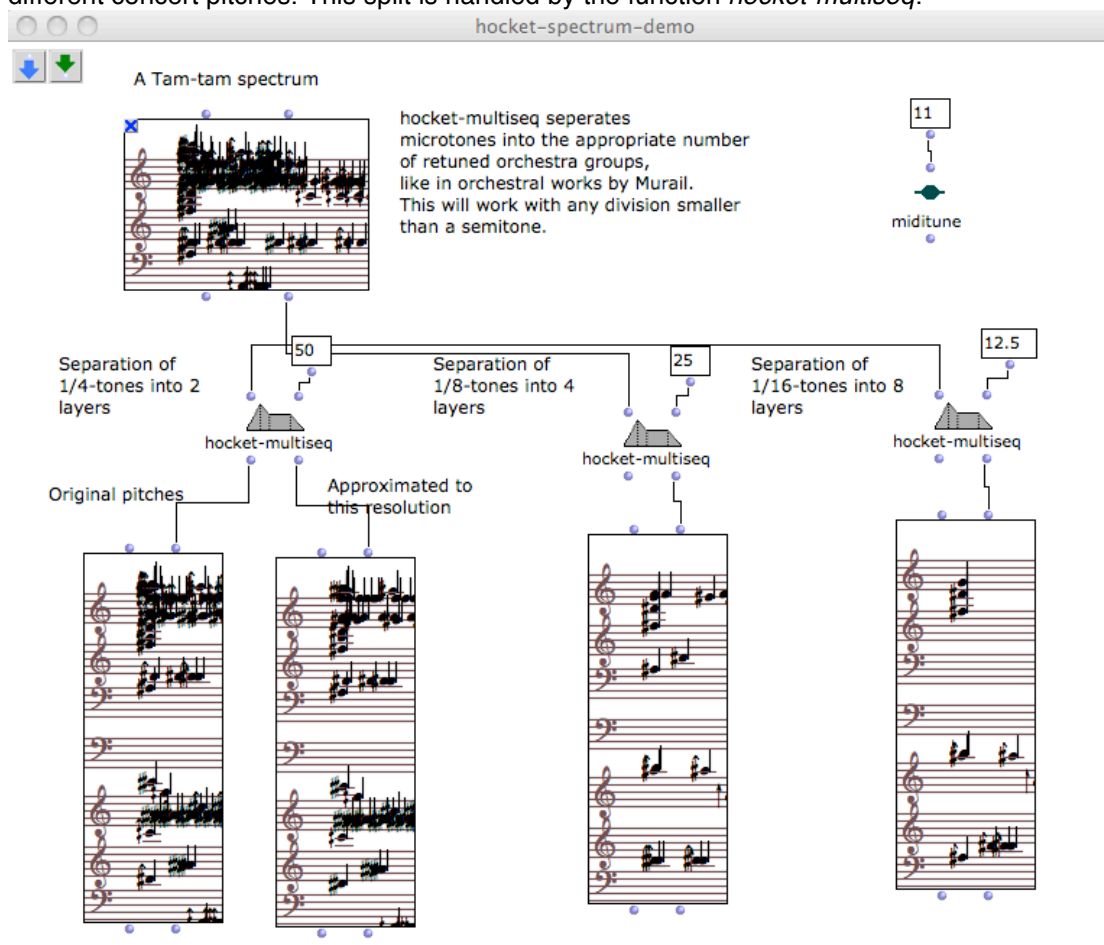 different concert pitches. This split is handled by the function hocket-multiseq.
hocket-spectrum-demo
A Tam-tam spectrum
hocket-multiseq seperates
microtones into the appropriate number
of retuned orchestra groups,
like in orchestral works by Murail.
This will work with any division smaller
than a semitone.
11
miditune
Separation of
1/4-tones into 2
layers
50
hocket-multiseq
Separation of
1/8-tones into 4
layers
25
hocket-multiseq
Separation of
1/16-tones into 8
layers
12.5
hocket-multiseq
Original pitches
Approximated to
this resolution